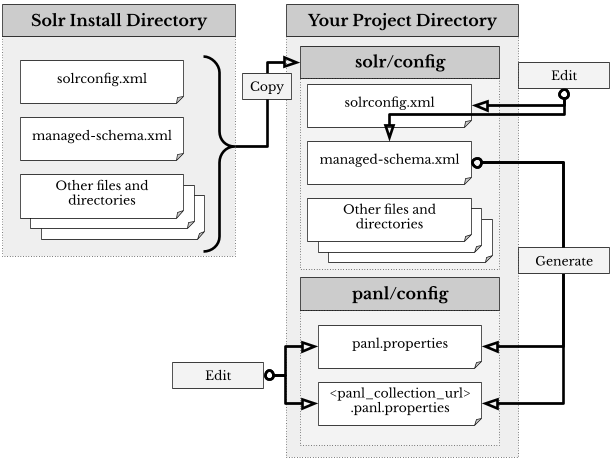 Solr Install Directory
solrconfig.xml
managed-schema.xml
Other files and
directories
Copy
Your Project Directory
solr/config
solrconfig.xml
managed-schema.xml
Other files and
directories
Edit
Generate
panl/config
panl.properties
<panl_collection_url>
.panl.properties
Edit